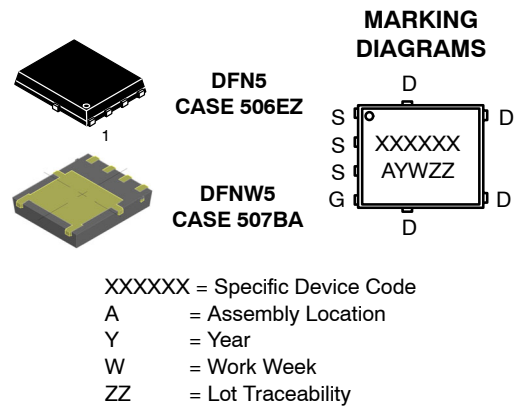 MARKING
DIAGRAMS
DFN5
CASE 506EZ
1
DFNW5
CASE 507BA
D
S
D
S
XXXXXX
S
AYWZZ
G
D
D
XXXXXX = Specific Device Code
A = Assembly Location
Y = Year
W = Work Week
ZZ = Lot Traceability